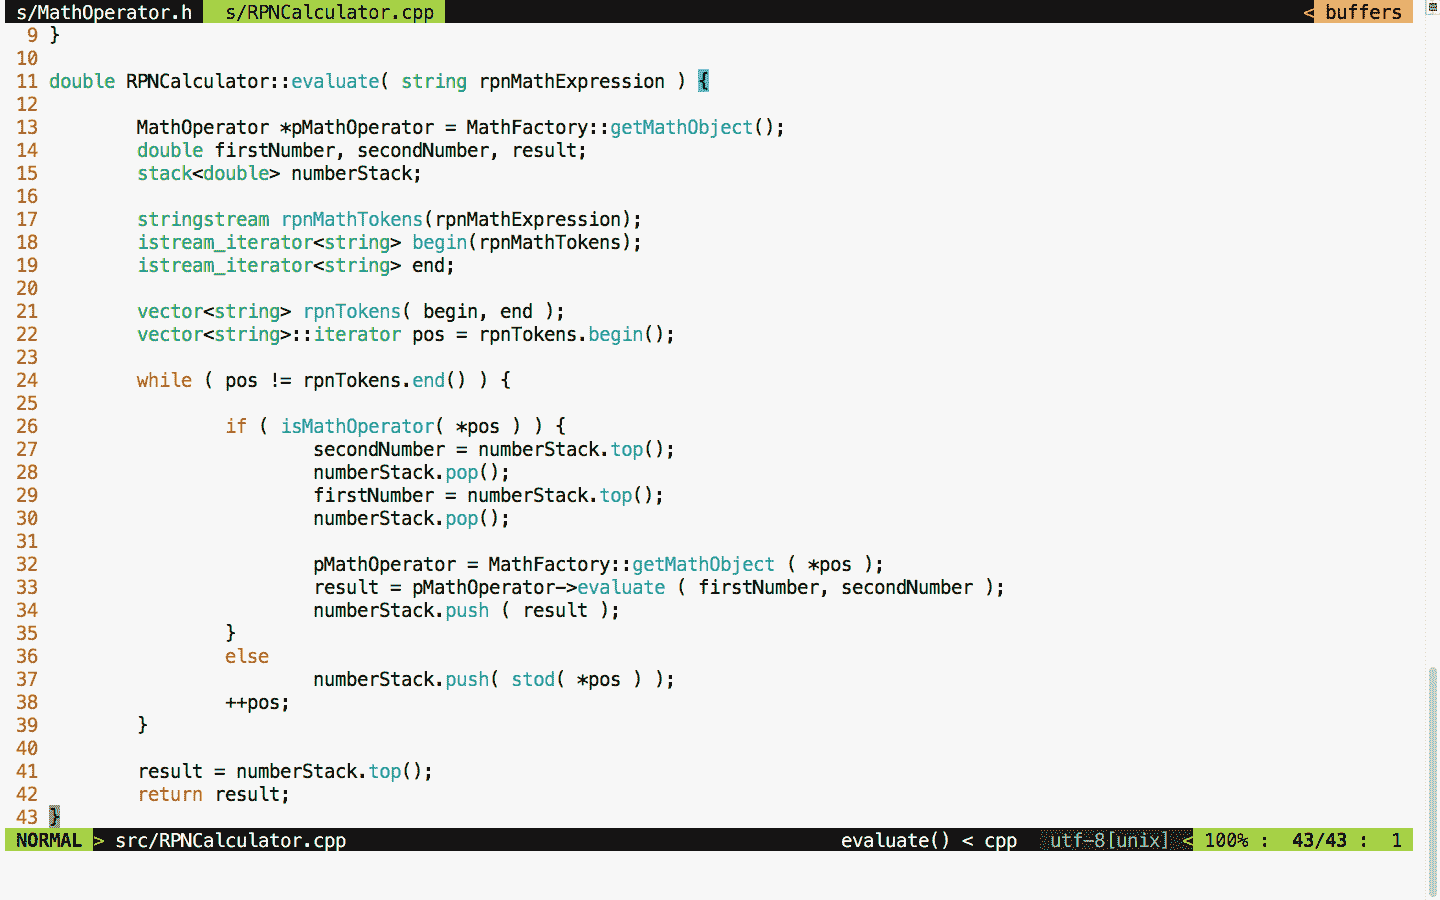 s/MathOperator.h s/RPNCalculator.cpp < buffers
9 }
10
11 double RPNCalculator::evaluate( string rpnMathExpression ) {
12
13 MathOperator *pMathOperator = MathFactory::getMathObject();
14 double firstNumber, secondNumber, result;
15 stack<double> numberStack;
16
17 stringstream rpnMathTokens(rpnMathExpression);
18 istream_iterator<string> begin(rpnMathTokens);
19 istream_iterator<string> end;
20
21 vector<string> rpnTokens( begin, end );
22 vector<string>::iterator pos = rpnTokens.begin();
23
24 while ( pos != rpnTokens.end() ) {
25
26 if ( isMathOperator( *pos ) ) {
27 secondNumber = numberStack.top();
28 numberStack.pop();
29 firstNumber = numberStack.top();
30 numberStack.pop();
31
32 pMathOperator = MathFactory::getMathObject ( *pos );
33 result = pMathOperator->evaluate ( firstNumber, secondNumber );
34 numberStack.push ( result );
35 }
36 else
37 numberStack.push( stod( *pos ) );
38 ++pos;
39 }
40
41 result = numberStack.top();
42 return result;
43 }
NORMAL > src/RPNCalculator.cpp evaluate() < cpp utf-8[unix] < 100% : 43/43 : 1